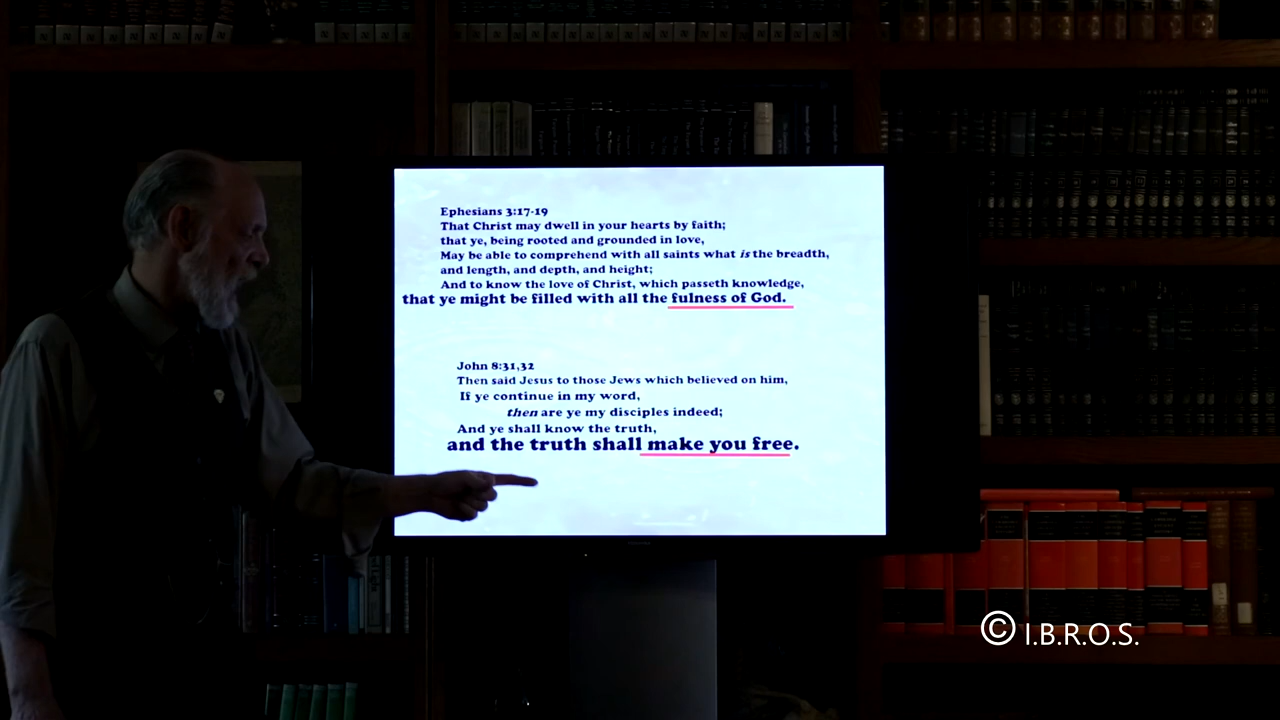 Ephesians 3:17-19
That Christ may dwell in your hearts by faith;
that ye, being rooted and grounded in love,
May be able to comprehend with all saints what is the breadth,
and length, and depth, and height;
And to know the love of Christ, which passeth knowledge,
that ye might be filled with all the fulness of God.
John 8:31,32
Then said Jesus to those Jews which believed on him,
If ye continue in my word,
then are ye my disciples indeed;
And ye shall know the truth,
and the truth shall make you free.
© I.B.R.O.S.